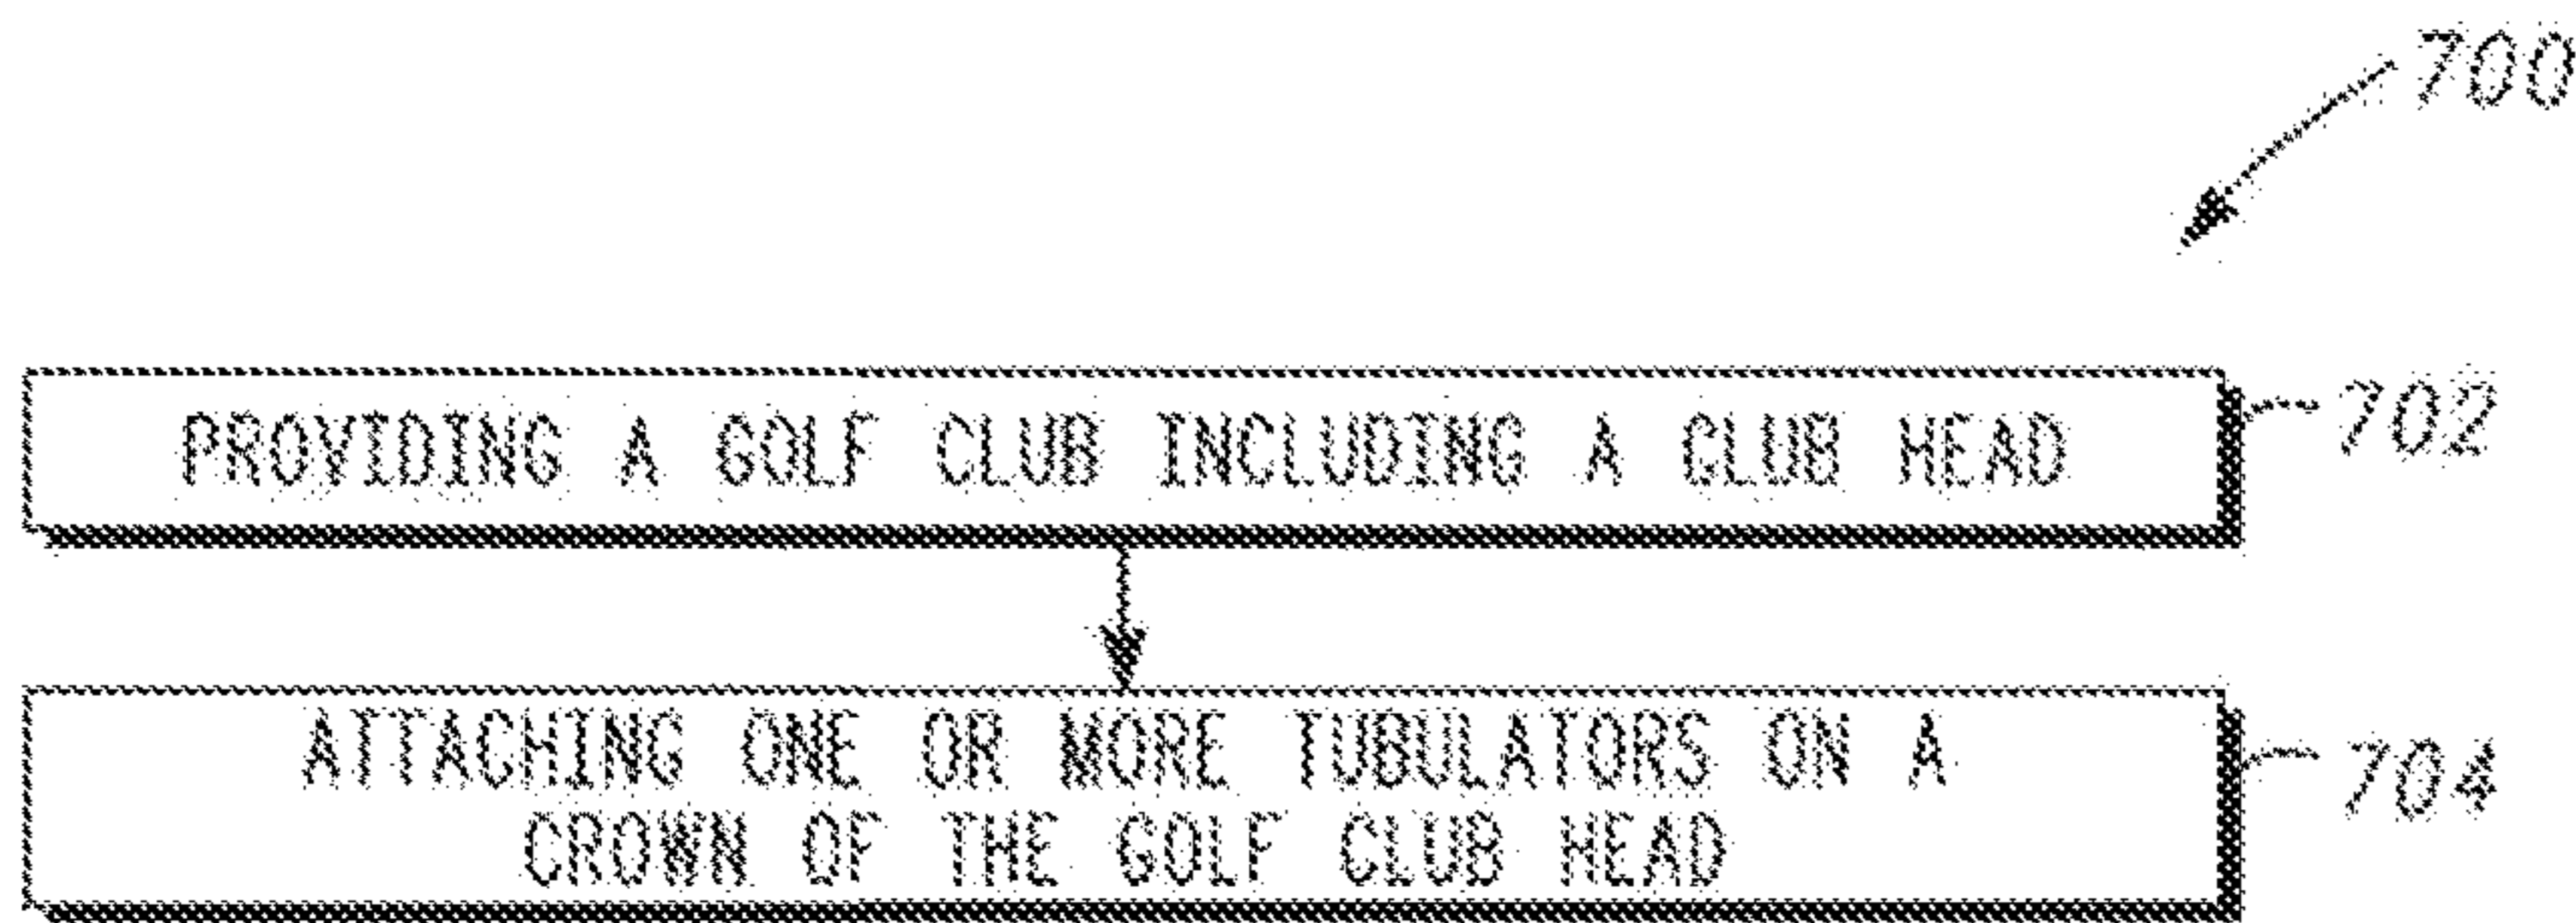 700
PROVIDING A GOLF CLUB INCLUDING A CLUB HEAD
702
ATTACHING ONE OR MORE TUBULATORS ON A
CROWN OF THE GOLF CLUB HEAD
704